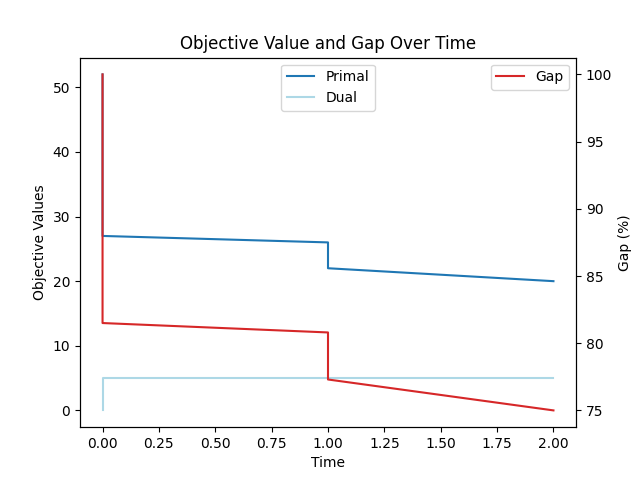 Objective Value and Gap Over Time
Primal
Dual
Gap
Objective Values
50
40
30
20
10
0
Gap (%)
100
95
90
85
80
75
0.00 0.25 0.50 0.75 1.00 1.25 1.50 1.75 2.00
Time